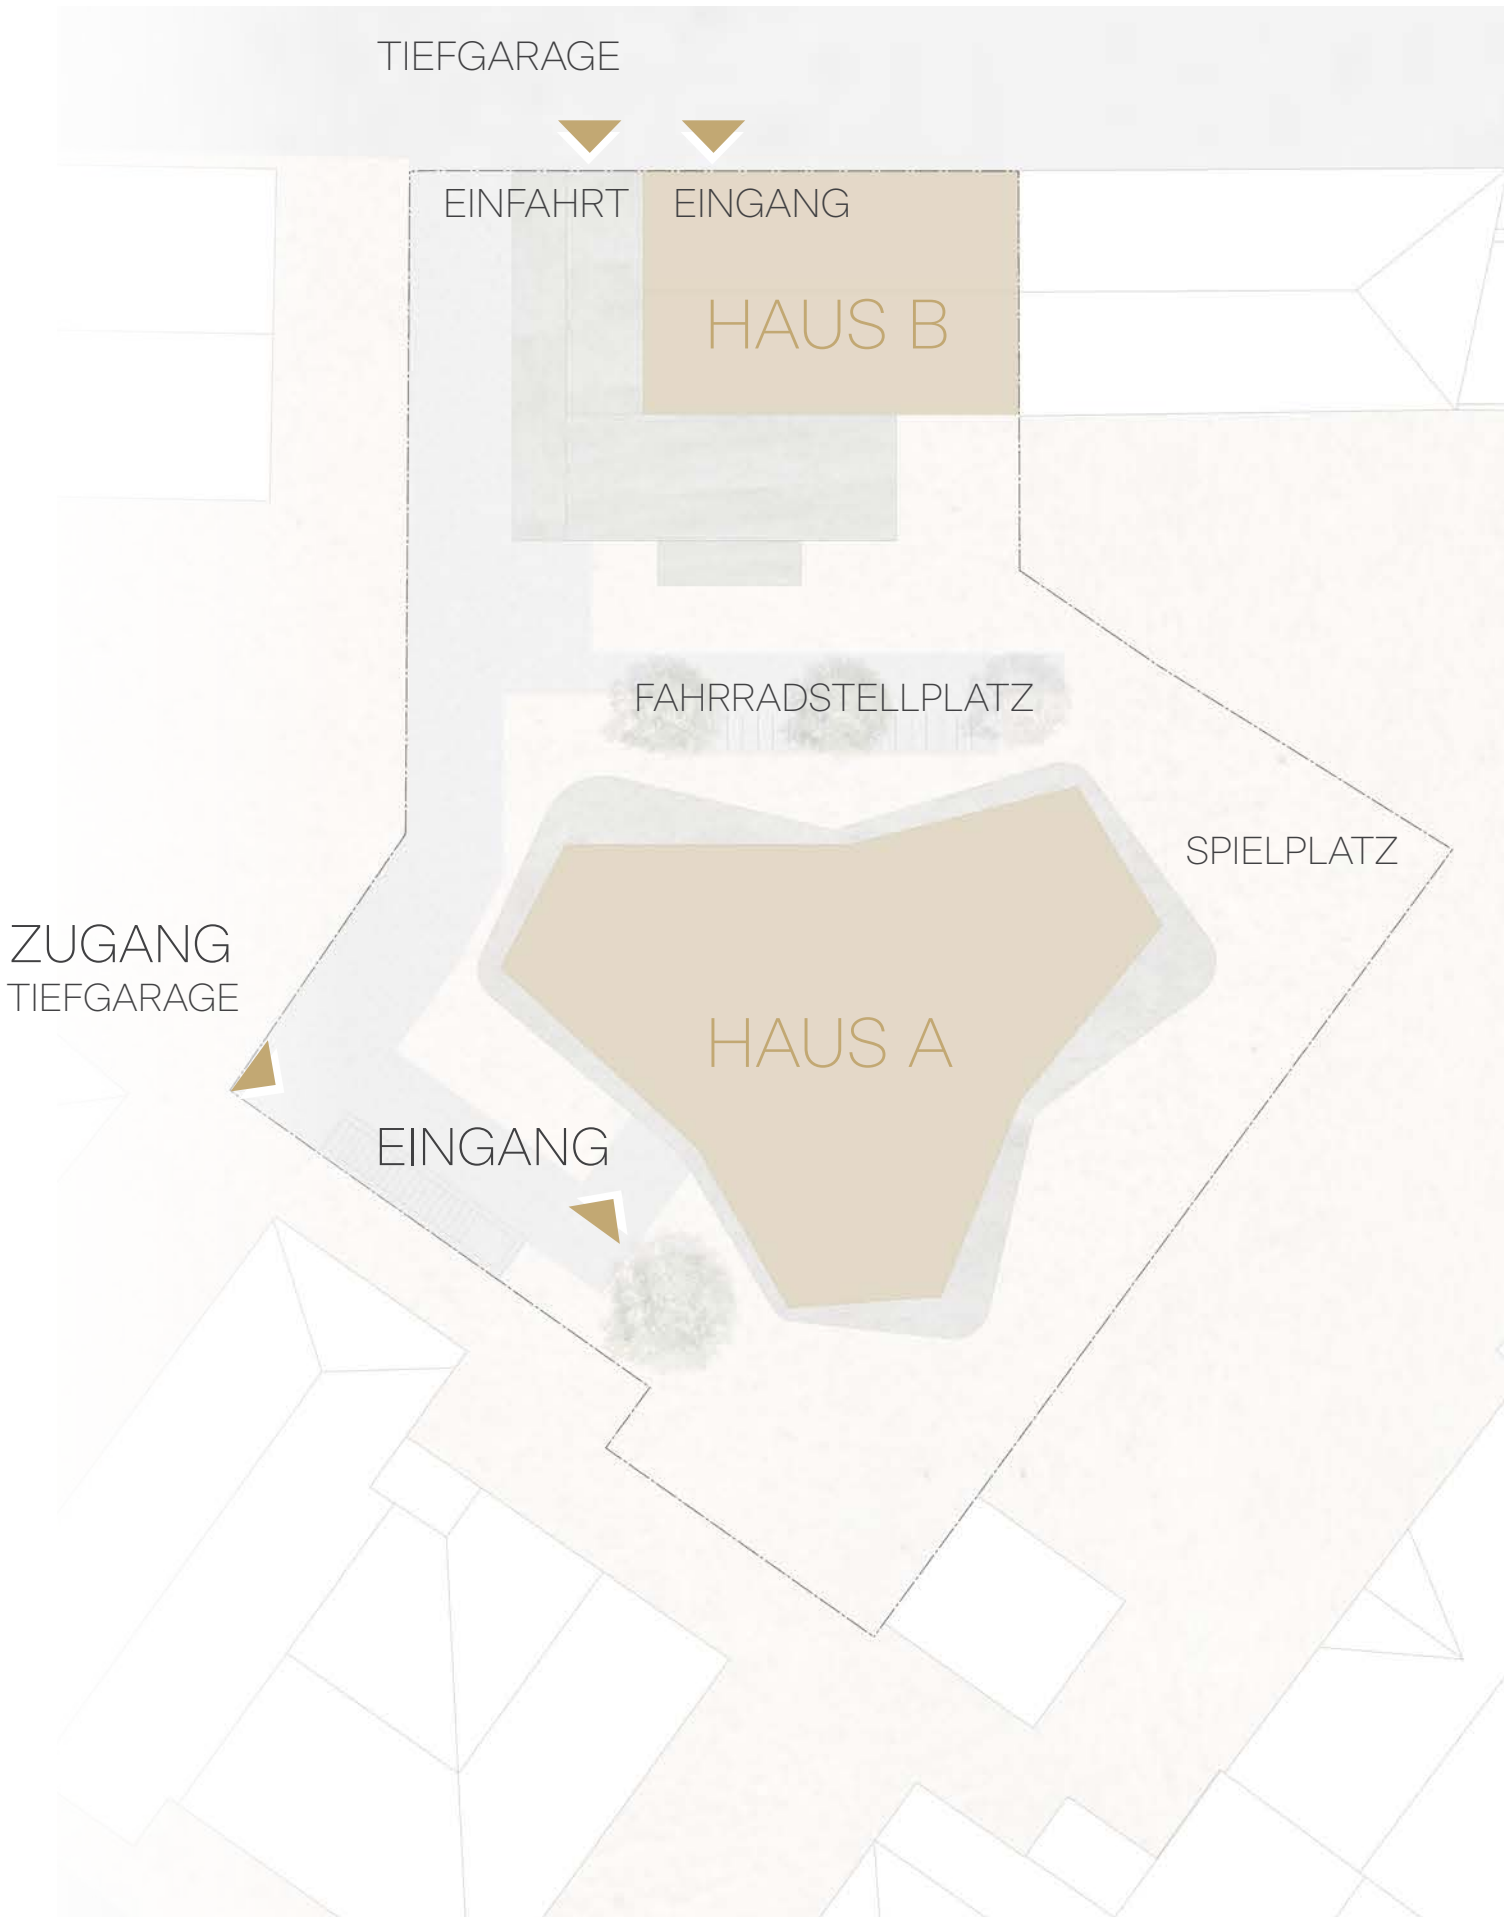 TIEFGARAGE
EINFAHRT EINGANG
HAUS B
FAHRRADSTELLPLATZ
SPIELPLATZ
ZUGANG
TIEFGARAGE
HAUS A
EINGANG